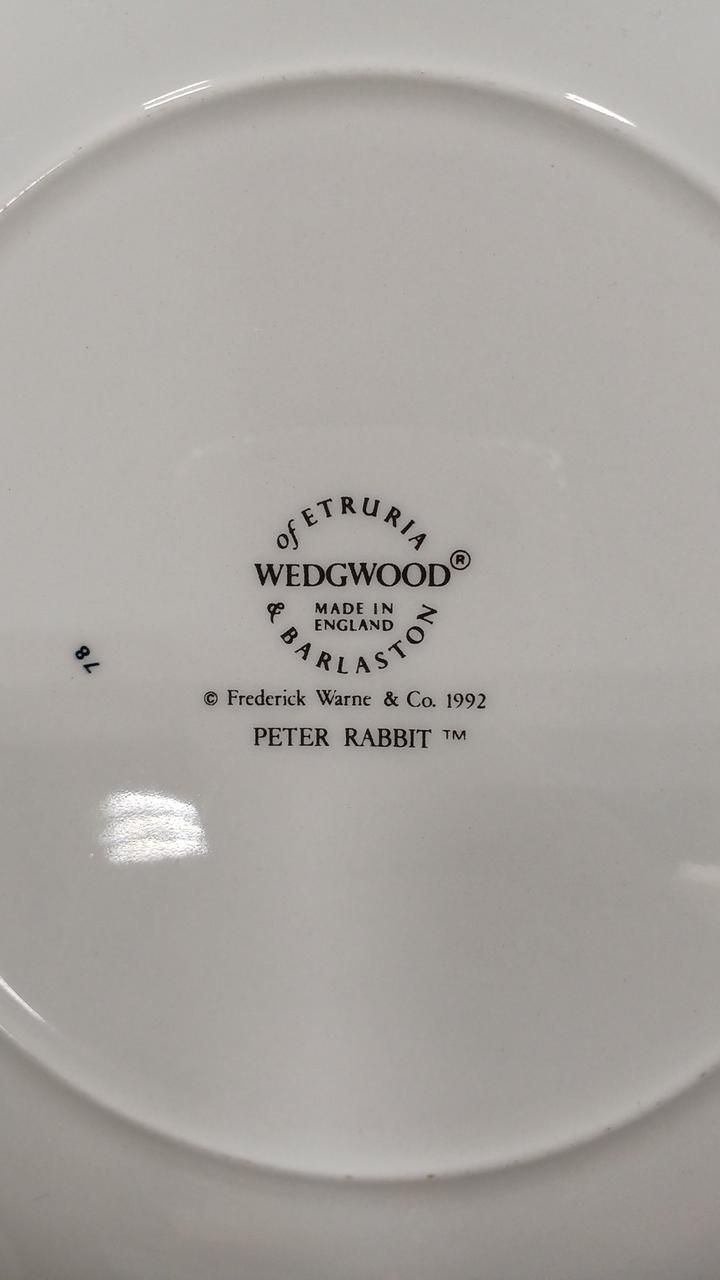 of ETRURIA
WEDGWOOD®
MADE IN
ENGLAND
& BARLASTON
© Frederick Warne & Co. 1992
PETER RABBIT ™
78